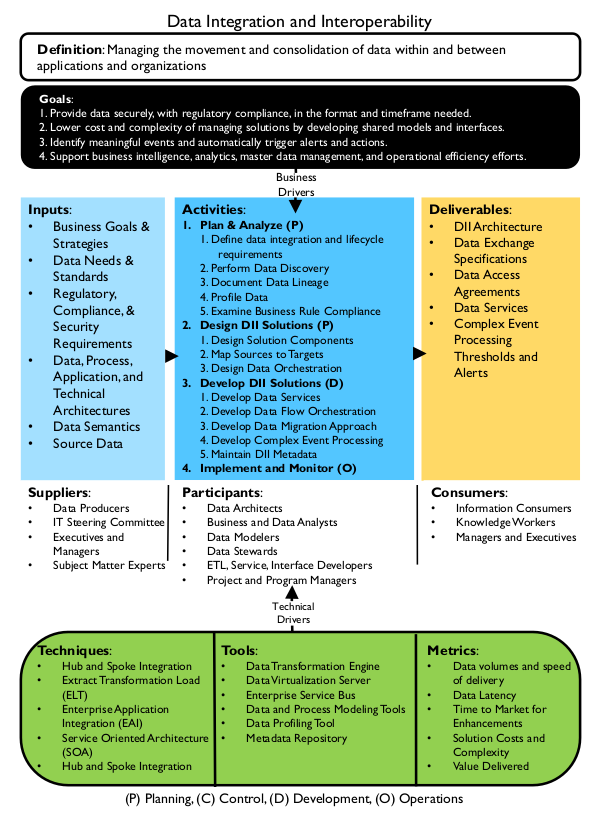 Data Integration and Interoperability
Definition: Managing the movement and consolidation of data within and between
applications and organizations
Goals:
1. Provide data securely, with regulatory compliance, in the format and timeframe needed.
2. Lower cost and complexity of managing solutions by developing shared models and interfaces.
3. Identify meaningful events and automatically trigger alerts and actions.
4. Support business intelligence, analytics, master data management, and operational efficiency efforts.
Business
Drivers
Inputs:
• Business Goals &
Strategies
• Data Needs &
Standards
• Regulatory,
Compliance, &
Security
Requirements
• Data, Process,
Application, and
Technical
Architectures
• Data Semantics
• Source Data
Activities:
1. Plan & Analyze (P)
1. Define data integration and lifecycle
requirements
2. Perform Data Discovery
3. Document Data Lineage
4. Profile Data
5. Examine Business Rule Compliance
2. Design DII Solutions (P)
1. Design Solution Components
2. Map Sources to Targets
3. Design Data Orchestration
3. Develop DII Solutions (D)
1. Develop Data Services
2. Develop Data Flow Orchestration
3. Develop Data Migration Approach
4. Develop Complex Event Processing
5. Maintain DII Metadata
4. Implement and Monitor (O)
Deliverables:
• DII Architecture
• Data Exchange
Specifications
• Data Access
Agreements
• Data Services
• Complex Event
Processing
Thresholds and
Alerts
Suppliers:
• Data Producers
• IT Steering Committee
• Executives and
Managers
• Subject Matter Experts
Participants:
• Data Architects
• Business and Data Analysts
• Data Modelers
• Data Stewards
• ETL, Service, Interface Developers
• Project and Program Managers
Consumers:
• Information Consumers
• Knowledge Workers
• Managers and Executives
Technical
Drivers
Techniques:
• Hub and Spoke Integration
• Extract Transformation Load
(ELT)
• Enterprise Application
Integration (EAI)
• Service Oriented Architecture
(SOA)
• Hub and Spoke Integration
Tools:
• Data Transformation Engine
• Data Virtualization Server
• Enterprise Service Bus
• Data and Process Modeling Tools
• Data Profiling Tool
• Metadata Repository
Metrics:
• Data volumes and speed
of delivery
• Data Latency
• Time to Market for
Enhancements
• Solution Costs and
Complexity
• Value Delivered
(P) Planning, (C) Control, (D) Development, (O) Operations